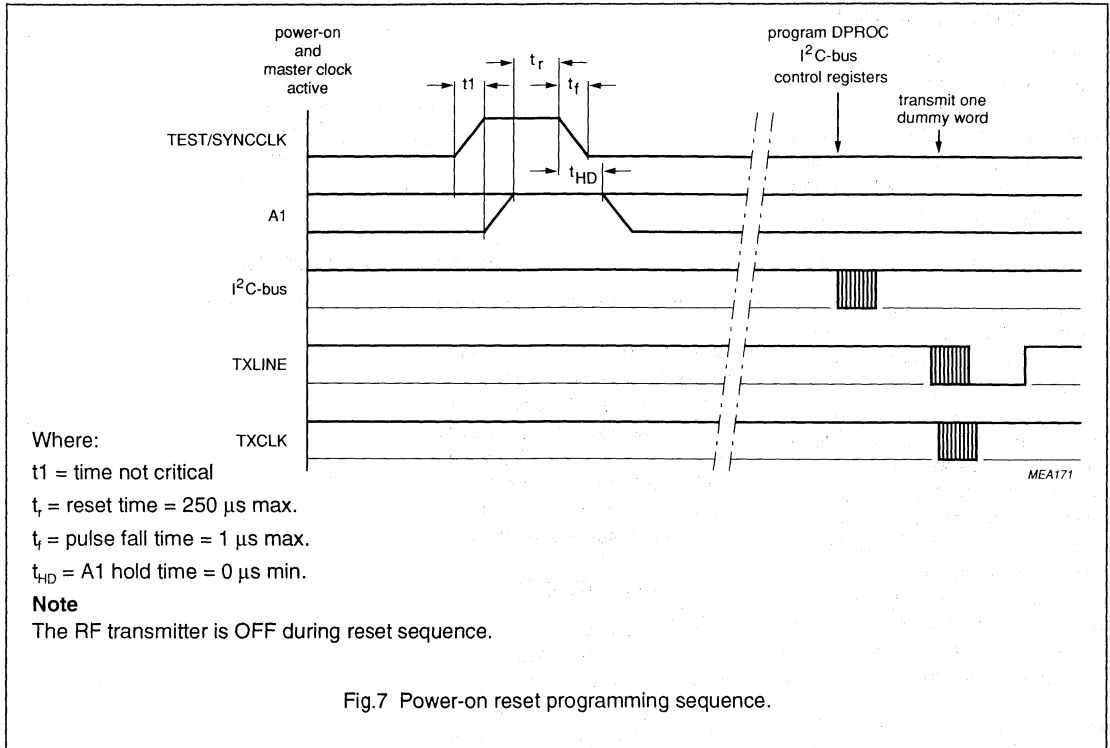 power-on
and
master clock
active
program DPROC
I²C-bus
control registers
transmit one
dummy word
t1
tr
tf
TEST/SYNCCLK
tHD
A1
I²C-bus
TXLINE
TXCLK
MEA171
Where:
t1 = time not critical
tr = reset time = 250 μs max.
tf = pulse fall time = 1 μs max.
tHD = A1 hold time = 0 μs min.
Note
The RF transmitter is OFF during reset sequence.
Fig.7 Power-on reset programming sequence.